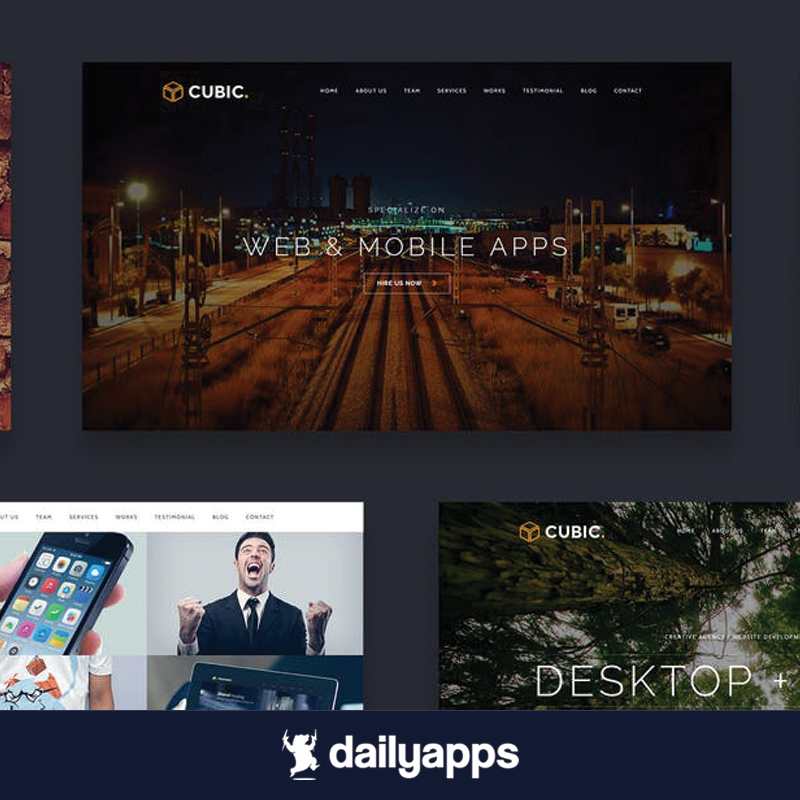 CUBIC.
HOME ABOUT US TEAM SERVICES WORKS TESTIMONIAL BLOG CONTACT
SPECIALIZE ON
WEB & MOBILE APPS
HIRE US NOW
UT US TEAM SERVICES WORKS TESTIMONIAL BLOG CONTACT
CUBIC.
HOME ABOUT US TEAM
CREATIVE AGENCY / WEBSITE DEVELOPM
DESKTOP +
dailyapps